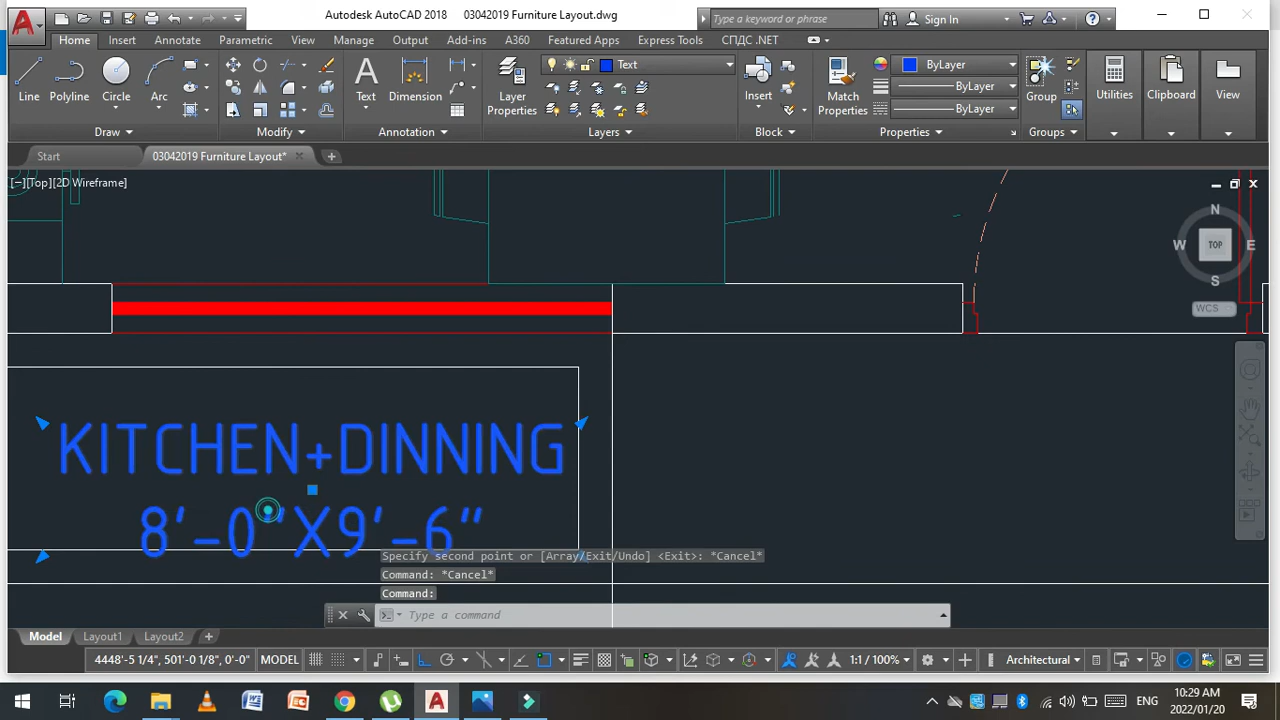 Autodesk AutoCAD 2018 03042019 Furniture Layout.dwg
Type a keyword or phrase
Sign In
Home Insert Annotate Parametric View Manage Output Add-ins A360 Featured Apps Express Tools СПДС .NET
Line Polyline Circle Arc
Text Dimension
Layer Properties
Text
Insert
Match Properties
ByLayer
ByLayer
ByLayer
Group
Utilities
Clipboard
View
Draw Modify Annotation Layers Block Properties Groups
Start 03042019 Furniture Layout*
[−][Top][2D Wireframe]
N
W TOP E
S
WCS
KITCHEN+DINNING
8'-0"X9'-6"
Specify second point or [Array/Exit/Undo] <Exit>: *Cancel*
Command: *Cancel*
Command:
Type a command
Model Layout1 Layout2
4448'-5 1/4", 501'-0 1/8", 0'-0" MODEL 1:1 / 100% Architectural
ENG
10:29 AM
2022/01/20